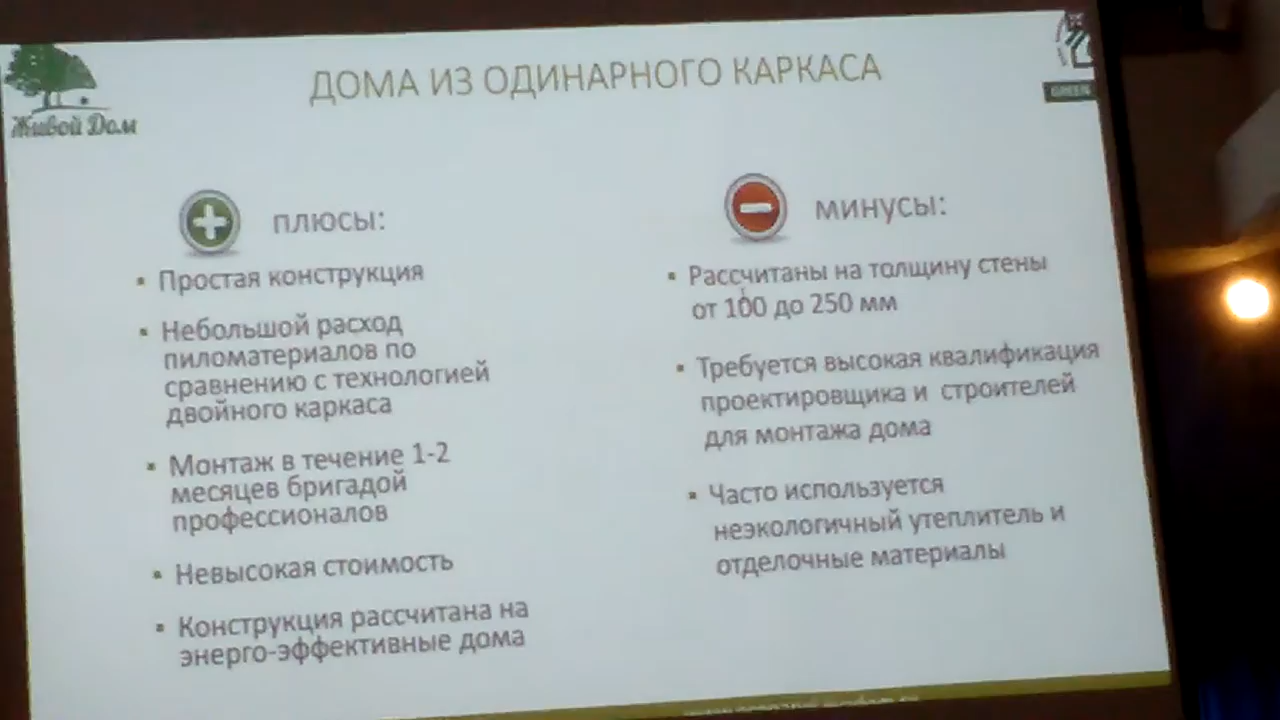 Живой Дом
GREEN
ДОМА ИЗ ОДИНАРНОГО КАРКАСА
плюсы:
▪ Простая конструкция
▪ Небольшой расход
пиломатериалов по
сравнению с технологией
двойного каркаса
▪ Монтаж в течение 1-2
месяцев бригадой
профессионалов
▪ Невысокая стоимость
▪ Конструкция рассчитана на
энерго-эффективные дома
минусы:
▪ Рассчитаны на толщину стены
от 100 до 250 мм
▪ Требуется высокая квалификация
проектировщика и строителей
для монтажа дома
▪ Часто используется
неэкологичный утеплитель и
отделочные материалы